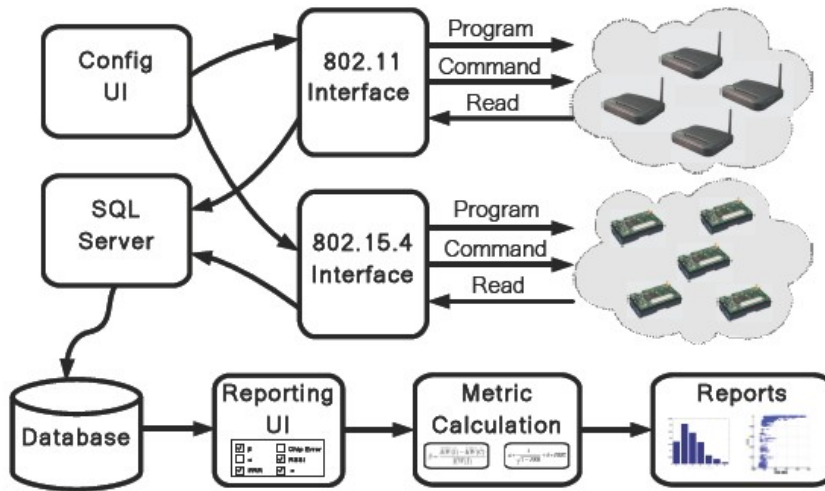 Config
UI
802.11
Interface
Program
Command
Read
SQL
Server
802.15.4
Interface
Program
Command
Read
Database
Reporting
UI
β
Chip Error
RSSI
PRR
Metric
Calculation
Reports